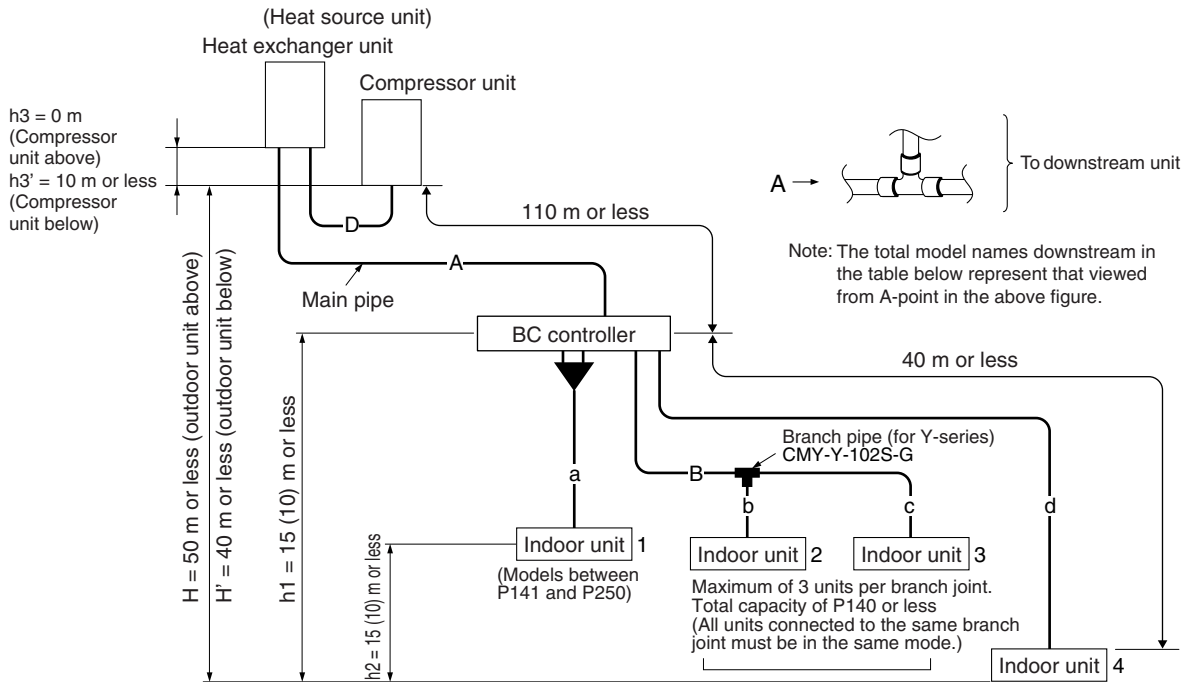 (Heat source unit)
Heat exchanger unit
Compressor unit
h3 = 0 m
(Compressor
unit above)
h3' = 10 m or less
(Compressor
unit below)
D
110 m or less
A
To downstream unit
Note: The total model names downstream in
the table below represent that viewed
from A-point in the above figure.
A
Main pipe
BC controller
40 m or less
H = 50 m or less (outdoor unit above)
H' = 40 m or less (outdoor unit below)
h1 = 15 (10) m or less
h2 = 15 (10) m or less
Branch pipe (for Y-series)
CMY-Y-102S-G
a
B
b
c
d
Indoor unit 1
(Models between
P141 and P250)
Indoor unit 2
Indoor unit 3
Maximum of 3 units per branch joint.
Total capacity of P140 or less
(All units connected to the same branch
joint must be in the same mode.)
Indoor unit 4